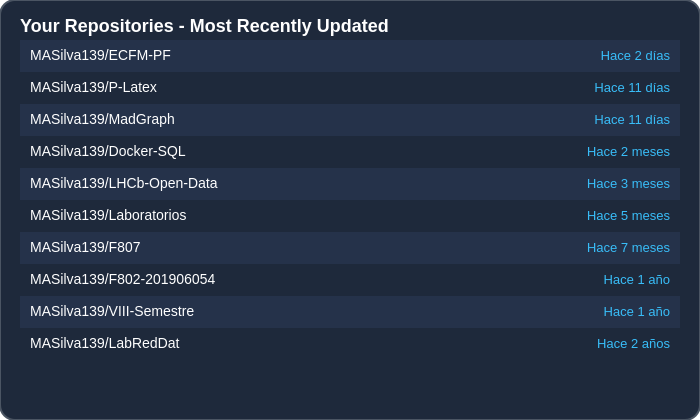 Your Repositories - Most Recently Updated
MASilva139/ECFM-PF Hace 2 días
MASilva139/P-Latex Hace 11 días
MASilva139/MadGraph Hace 11 días
MASilva139/Docker-SQL Hace 2 meses
MASilva139/LHCb-Open-Data Hace 3 meses
MASilva139/Laboratorios Hace 5 meses
MASilva139/F807 Hace 7 meses
MASilva139/F802-201906054 Hace 1 año
MASilva139/VIII-Semestre Hace 1 año
MASilva139/LabRedDat Hace 2 años